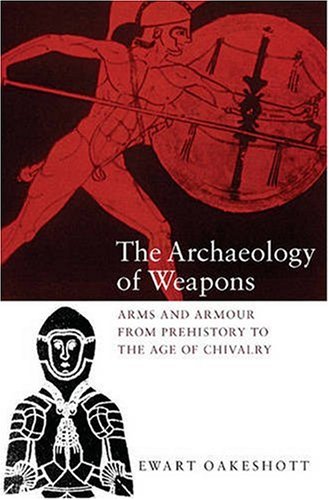 The Archaeology
of Weapons
ARMS AND ARMOUR
FROM PREHISTORY TO
THE AGE OF CHIVALRY
EWART OAKESHOTT